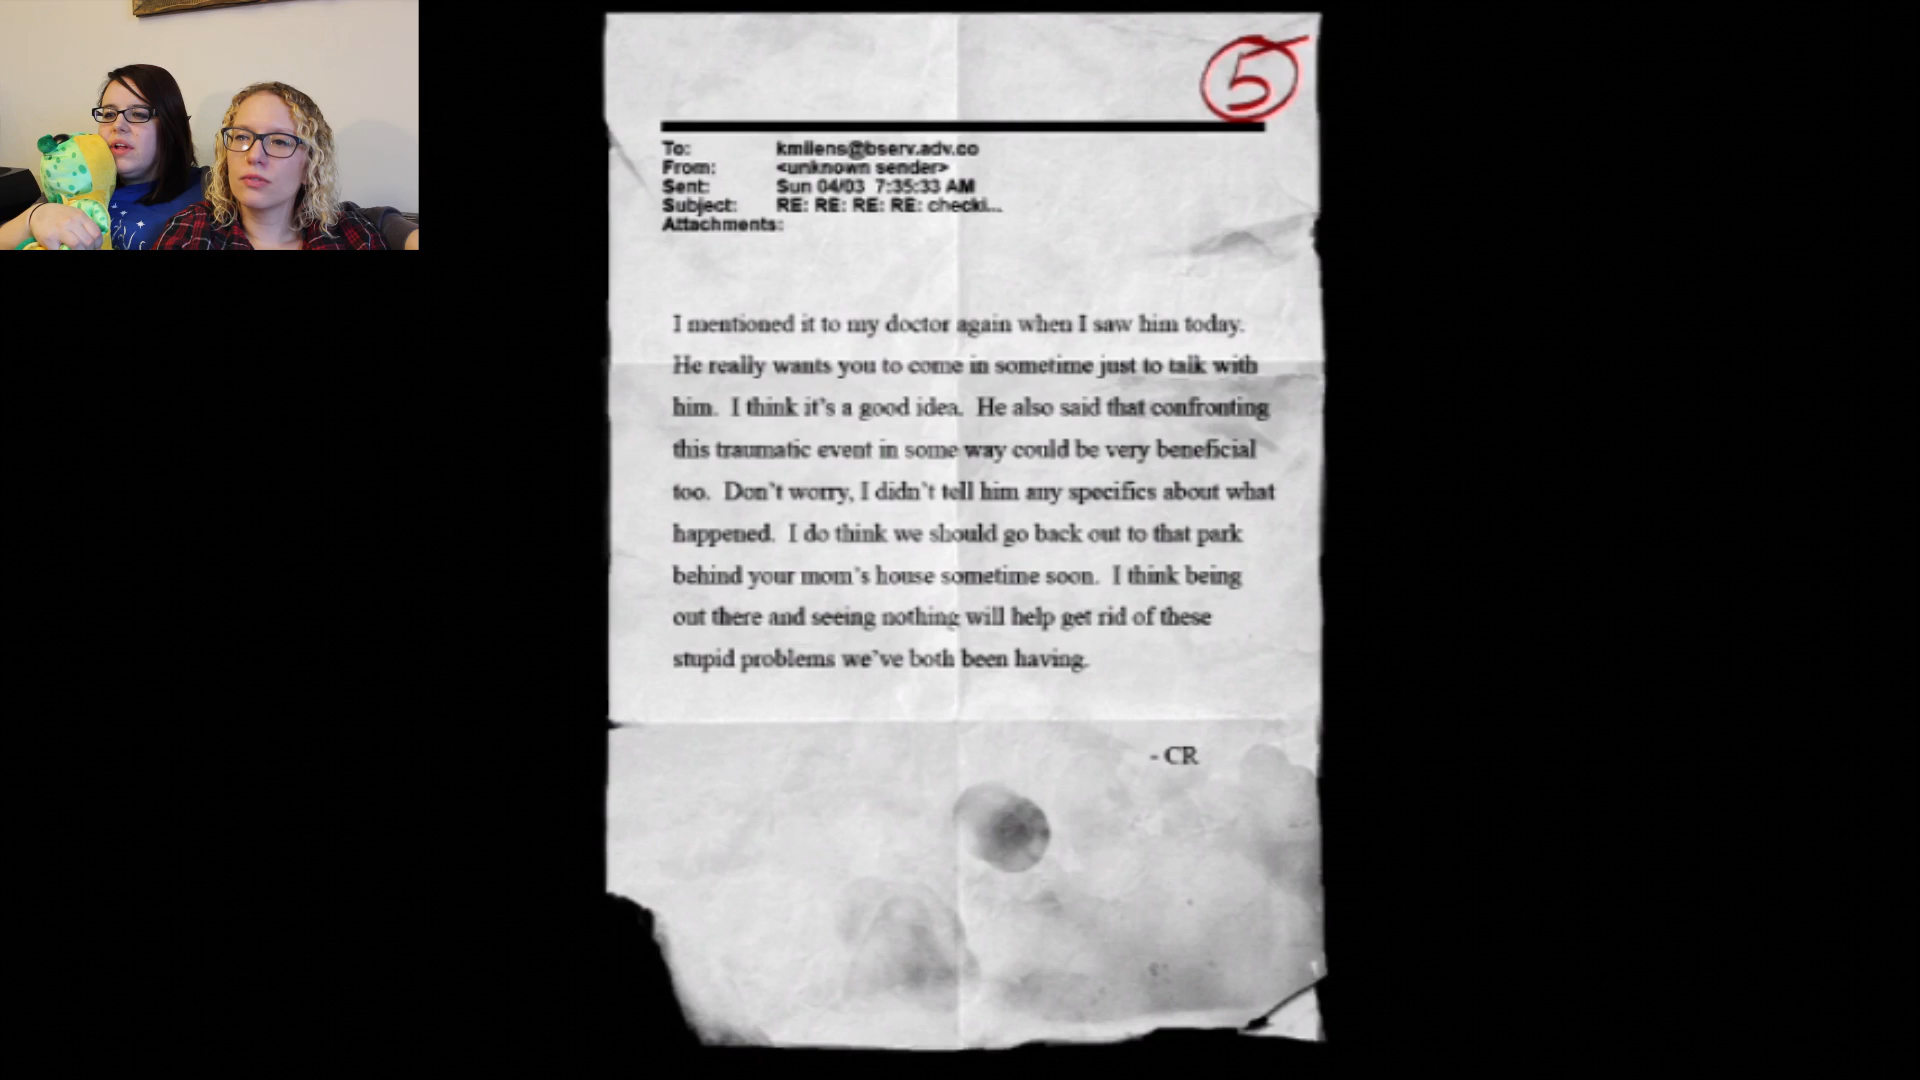 5
To: kmilens@bserv.adv.co
From: <unknown sender>
Sent: Sun 04/03 7:35:33 AM
Subject: RE: RE: RE: RE: checki...
Attachments:
I mentioned it to my doctor again when I saw him today.
He really wants you to come in sometime just to talk with
him. I think it's a good idea. He also said that confronting
this traumatic event in some way could be very beneficial
too. Don't worry, I didn't tell him any specifics about what
happened. I do think we should go back out to that park
behind your mom's house sometime soon. I think being
out there and seeing nothing will help get rid of these
stupid problems we've both been having.
- CR